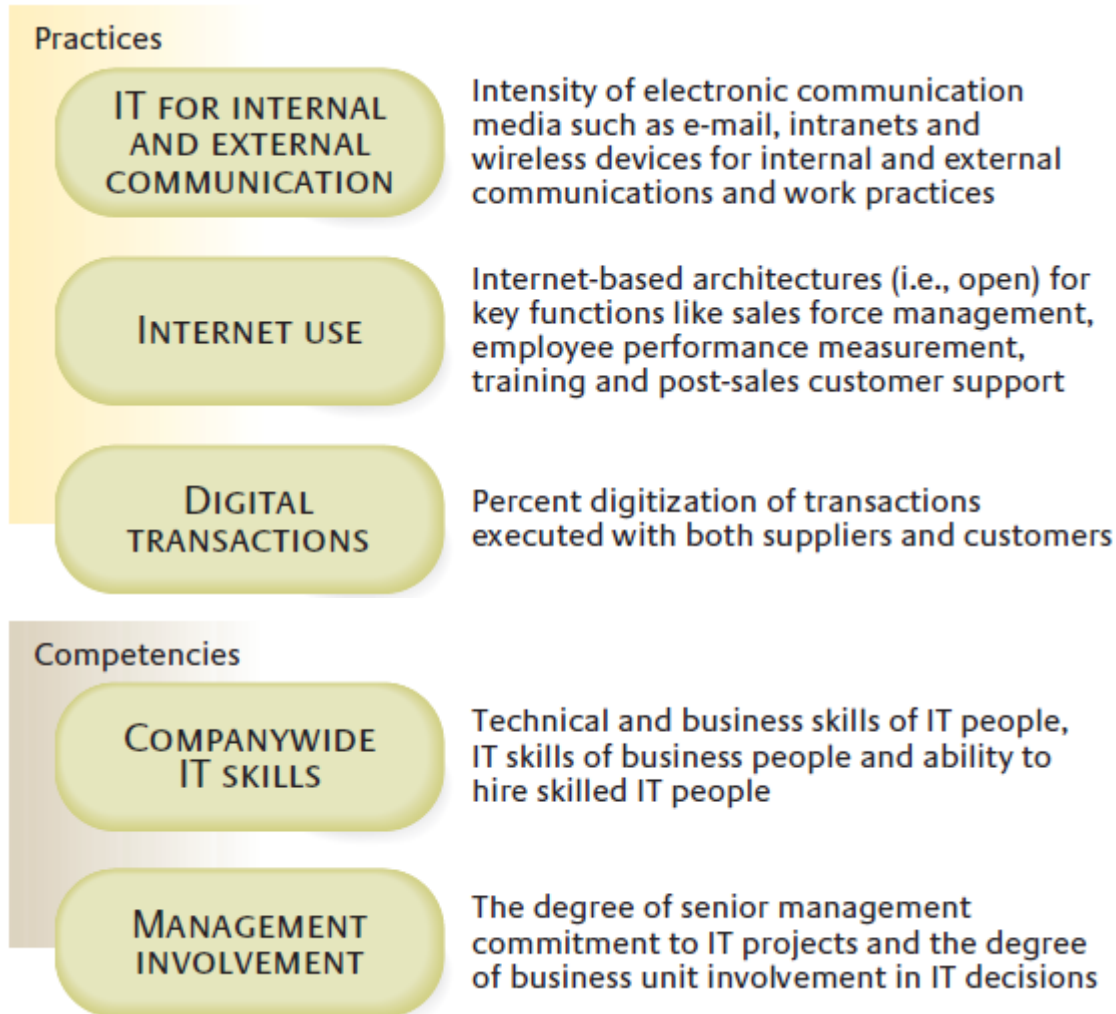 Practices
IT FOR INTERNAL
AND EXTERNAL
COMMUNICATION
Intensity of electronic communication
media such as e-mail, intranets and
wireless devices for internal and external
communications and work practices
INTERNET USE
Internet-based architectures (i.e., open) for
key functions like sales force management,
employee performance measurement,
training and post-sales customer support
DIGITAL
TRANSACTIONS
Percent digitization of transactions
executed with both suppliers and customers
Competencies
COMPANYWIDE
IT SKILLS
Technical and business skills of IT people,
IT skills of business people and ability to
hire skilled IT people
MANAGEMENT
INVOLVEMENT
The degree of senior management
commitment to IT projects and the degree
of business unit involvement in IT decisions